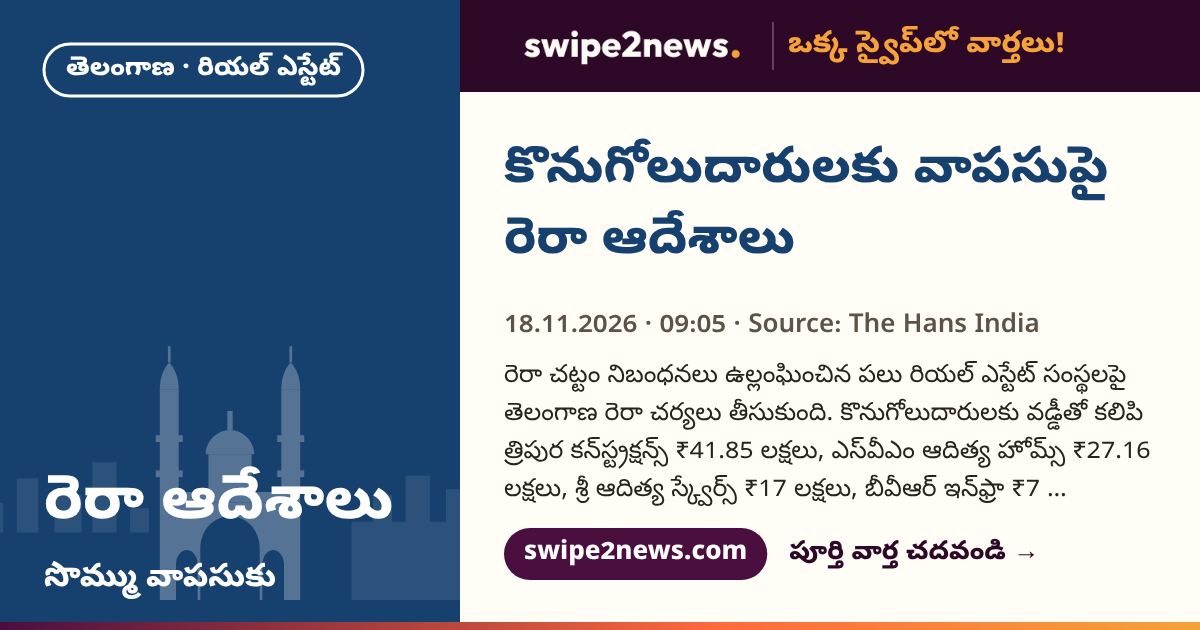 తెలంగాణ · రియల్ ఎస్టేట్
రెరా ఆదేశాలు
సొమ్ము వాపసుకు
swipe2news.
ఒక్క స్వైప్‌లో వార్తలు!
కొనుగోలుదారులకు వాపసుపై
రెరా ఆదేశాలు
18.11.2026 · 09:05 · Source: The Hans India
రెరా చట్టం నిబంధనలు ఉల్లంఘించిన పలు రియల్ ఎస్టేట్ సంస్థలపై
తెలంగాణ రెరా చర్యలు తీసుకుంది. కొనుగోలుదారులకు వడ్డీతో కలిపి
త్రిపుర కన్‌స్ట్రక్షన్స్ ₹41.85 లక్షలు, ఎస్‌వీఎం ఆదిత్య హోమ్స్ ₹27.16
లక్షలు, శ్రీ ఆదిత్య స్క్వేర్స్ ₹17 లక్షలు, బీవీఆర్ ఇన్‌ఫ్రా ₹7 ...
swipe2news.com
పూర్తి వార్త చదవండి →